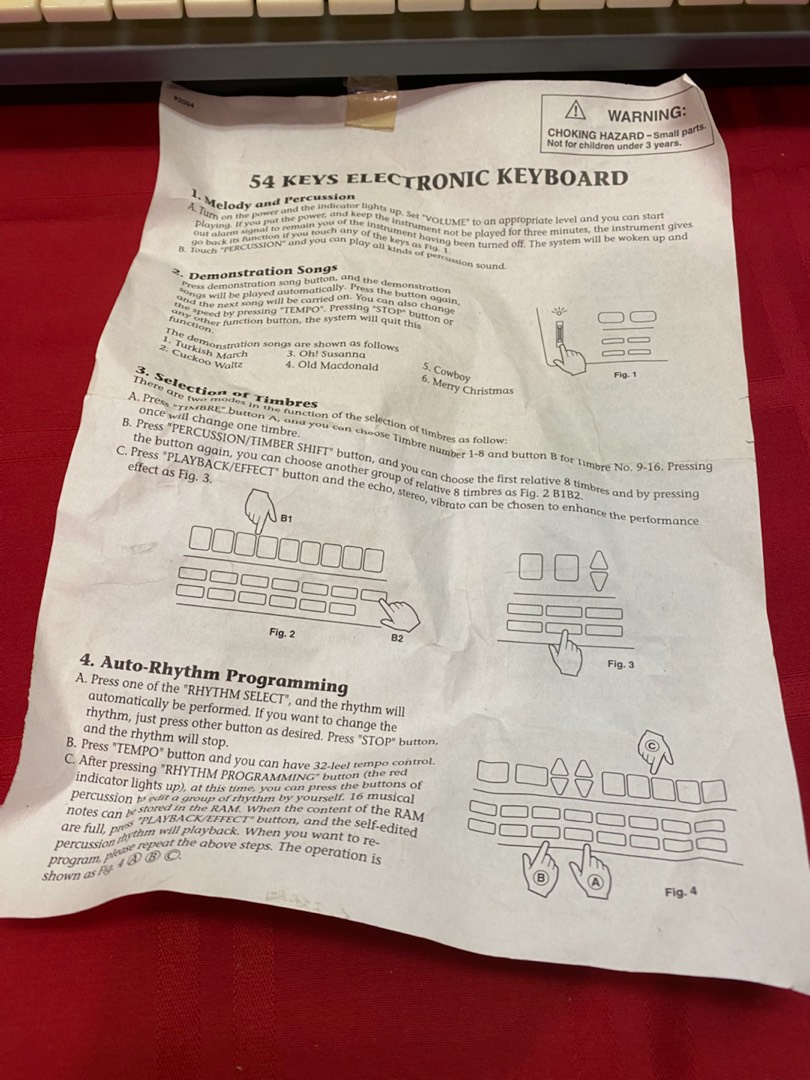 #2004
WARNING:
CHOKING HAZARD – Small parts.
Not for children under 3 years.
54 KEYS ELECTRONIC KEYBOARD
1. Melody and Percussion
A. Turn on the power and the indicator lights up. Set "VOLUME" to an appropriate level and you can start
playing. If you put the power, and keep the instrument not be played for three minutes, the instrument gives
out alarm signal to remain you of the instrument having been turned off. The system will be woken up and
go back its function if you touch any of the keys as Fig. 1.
B. Touch "PERCUSSION" and you can play all kinds of percussion sound.
2. Demonstration Songs
Press demonstration song button, and the demonstration
songs will be played automatically. Press the button again,
and the next song will be carried on. You can also change
the speed by pressing "TEMPO". Pressing "STOP" button or
any other function button, the system will quit this
function.
The demonstration songs are shown as follows
1. Turkish March 3. Oh! Susanna 5. Cowboy
2. Cuckoo Waltz 4. Old Macdonald 6. Merry Christmas
Fig. 1
3. Selection of Timbres
There are two modes in the function of the selection of timbres as follow:
A. Press "TIMBRE" button A, and you can choose Timbre number 1-8 and button B for Timbre No. 9-16. Pressing
once will change one timbre.
B. Press "PERCUSSION/TIMBER SHIFT" button, and you can choose the first relative 8 timbres and by pressing
the button again, you can choose another group of relative 8 timbres as Fig. 2 B1B2.
C. Press "PLAYBACK/EFFECT" button and the echo, stereo, vibrato can be chosen to enhance the performance
effect as Fig. 3.
B1
B2
Fig. 2
Fig. 3
4. Auto-Rhythm Programming
A. Press one of the "RHYTHM SELECT", and the rhythm will
automatically be performed. If you want to change the
rhythm, just press other button as desired. Press "STOP" button,
and the rhythm will stop.
B. Press "TEMPO" button and you can have 32-leel tempo control.
C. After pressing "RHYTHM PROGRAMMING" button (the red
indicator lights up), at this time, you can press the buttons of
percussion to edit a group of rhythm by yourself. 16 musical
notes can be stored in the RAM. When the content of the RAM
are full, press "PLAYBACK/EFFECT" button, and the self-edited
percussion rhythm will playback. When you want to re-
program, please repeat the above steps. The operation is
shown as Fig. 4 Ⓐ Ⓑ Ⓒ.
C
B
A
Fig. 4